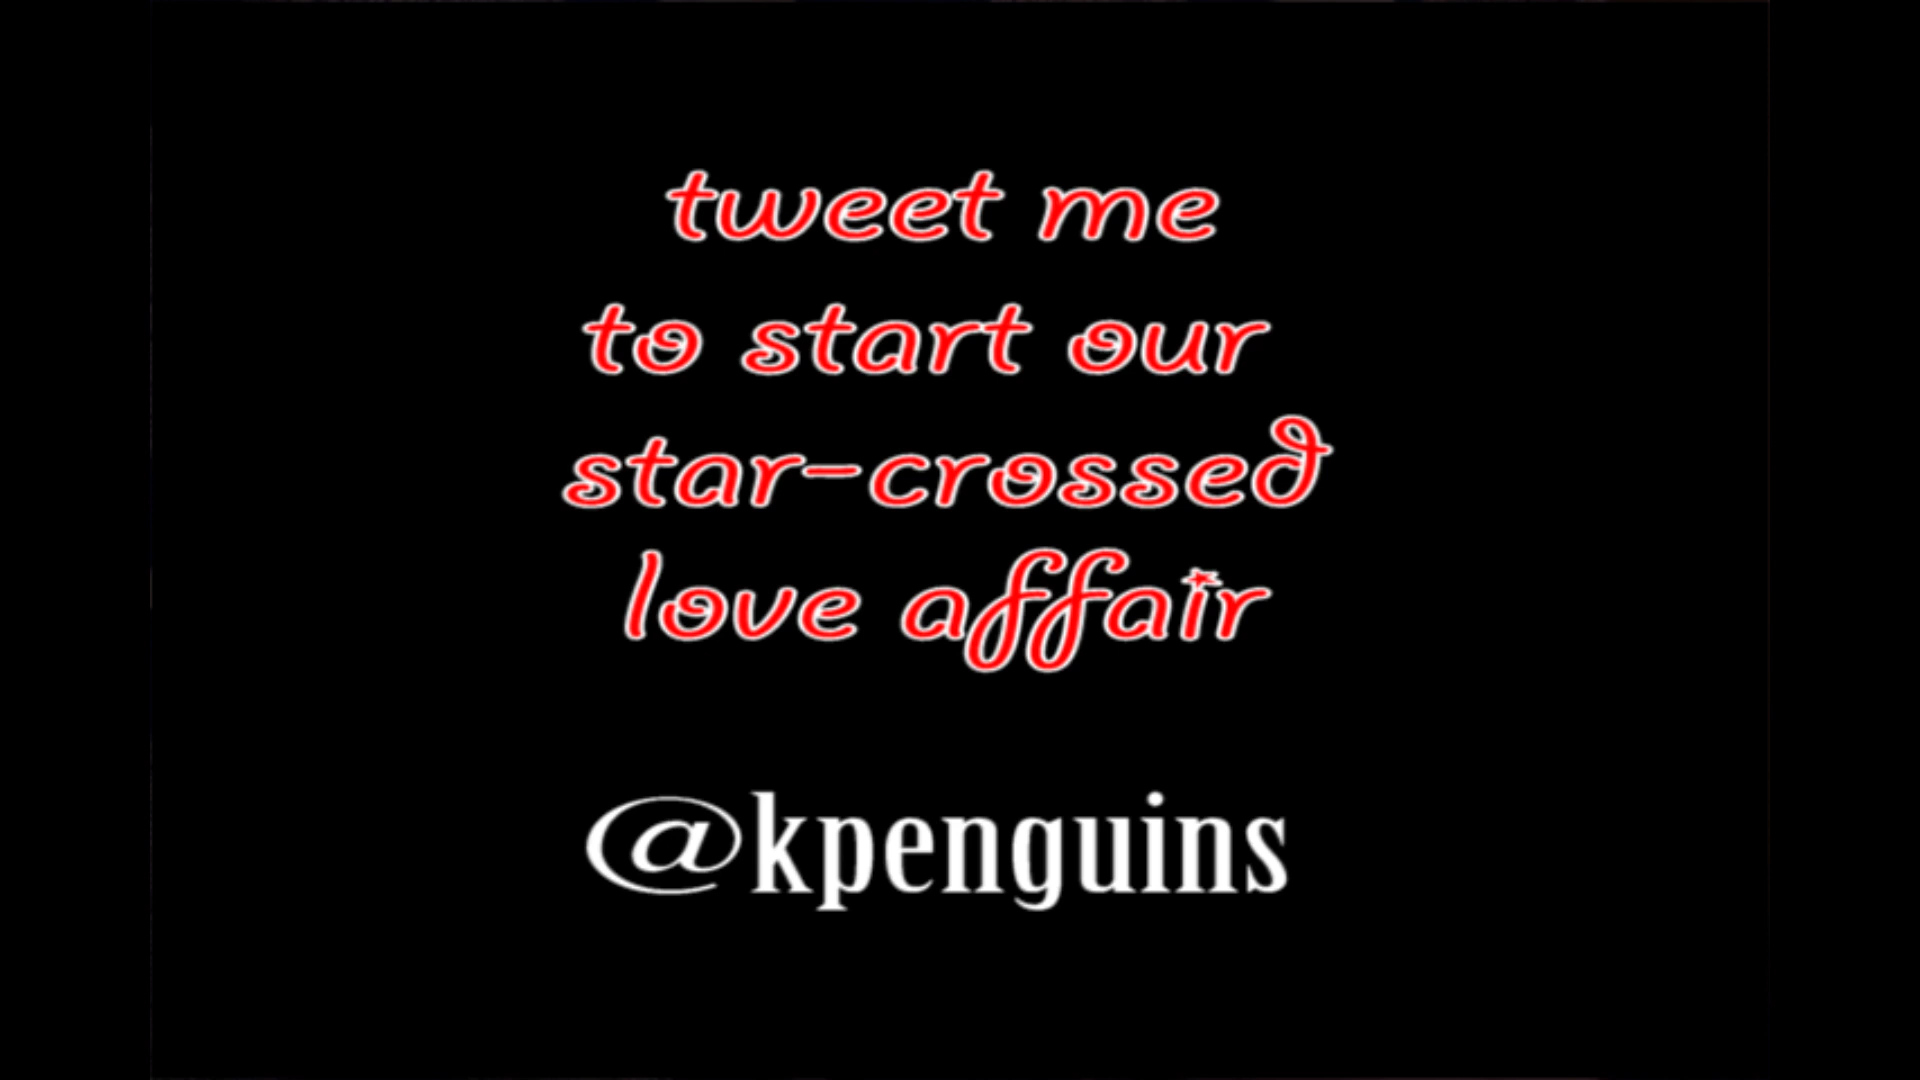 tweet me
to start our
star-crossed
love affair
@kpenguins